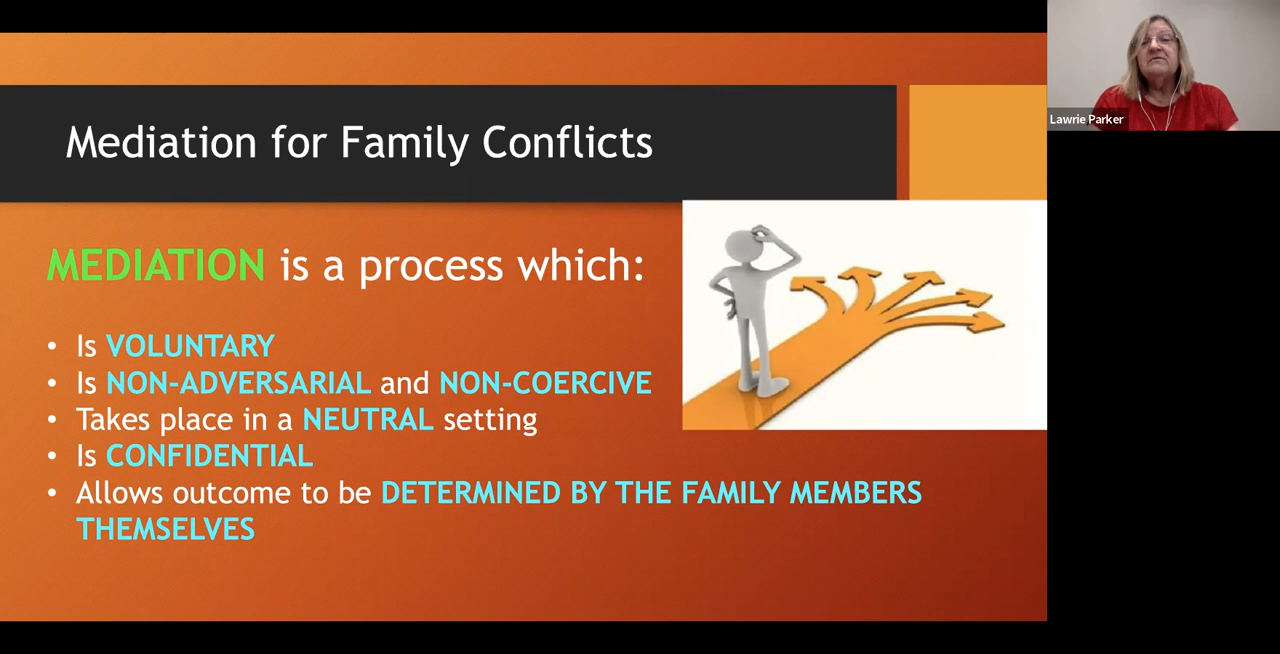 Mediation for Family Conflicts
MEDIATION is a process which:
• Is VOLUNTARY
• Is NON-ADVERSARIAL and NON-COERCIVE
• Takes place in a NEUTRAL setting
• Is CONFIDENTIAL
• Allows outcome to be DETERMINED BY THE FAMILY MEMBERS
THEMSELVES
Lawrie Parker